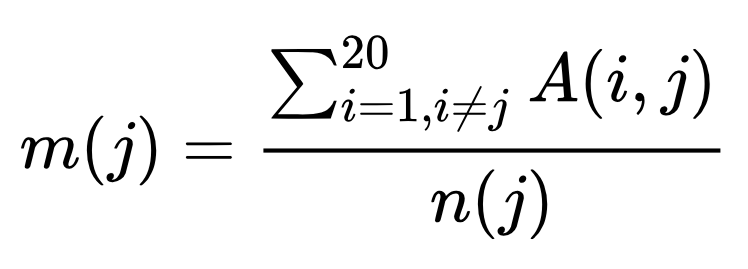 m(j) = \frac{\sum_{i=1, i \neq j}^{20} A(i, j)}{n(j)}